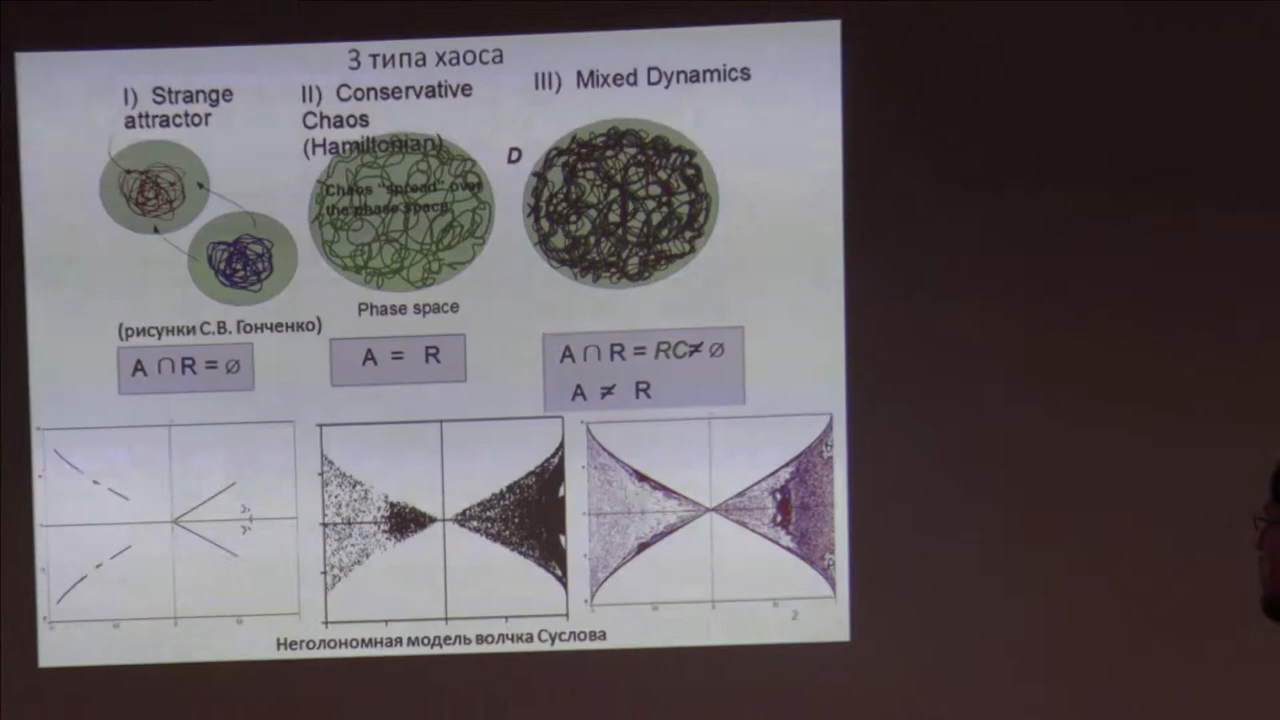 3 типа хаоса
I) Strange
attractor
II) Conservative
Chaos
(Hamiltonian)
III) Mixed Dynamics
D
Chaos "spread" over
the phase space
Phase space
(рисунки С.В. Гонченко)
A ∩ R = ∅
A = R
A ∩ R = RC ≠ ∅
A ≠ R
Неголономная модель волчка Суслова
2